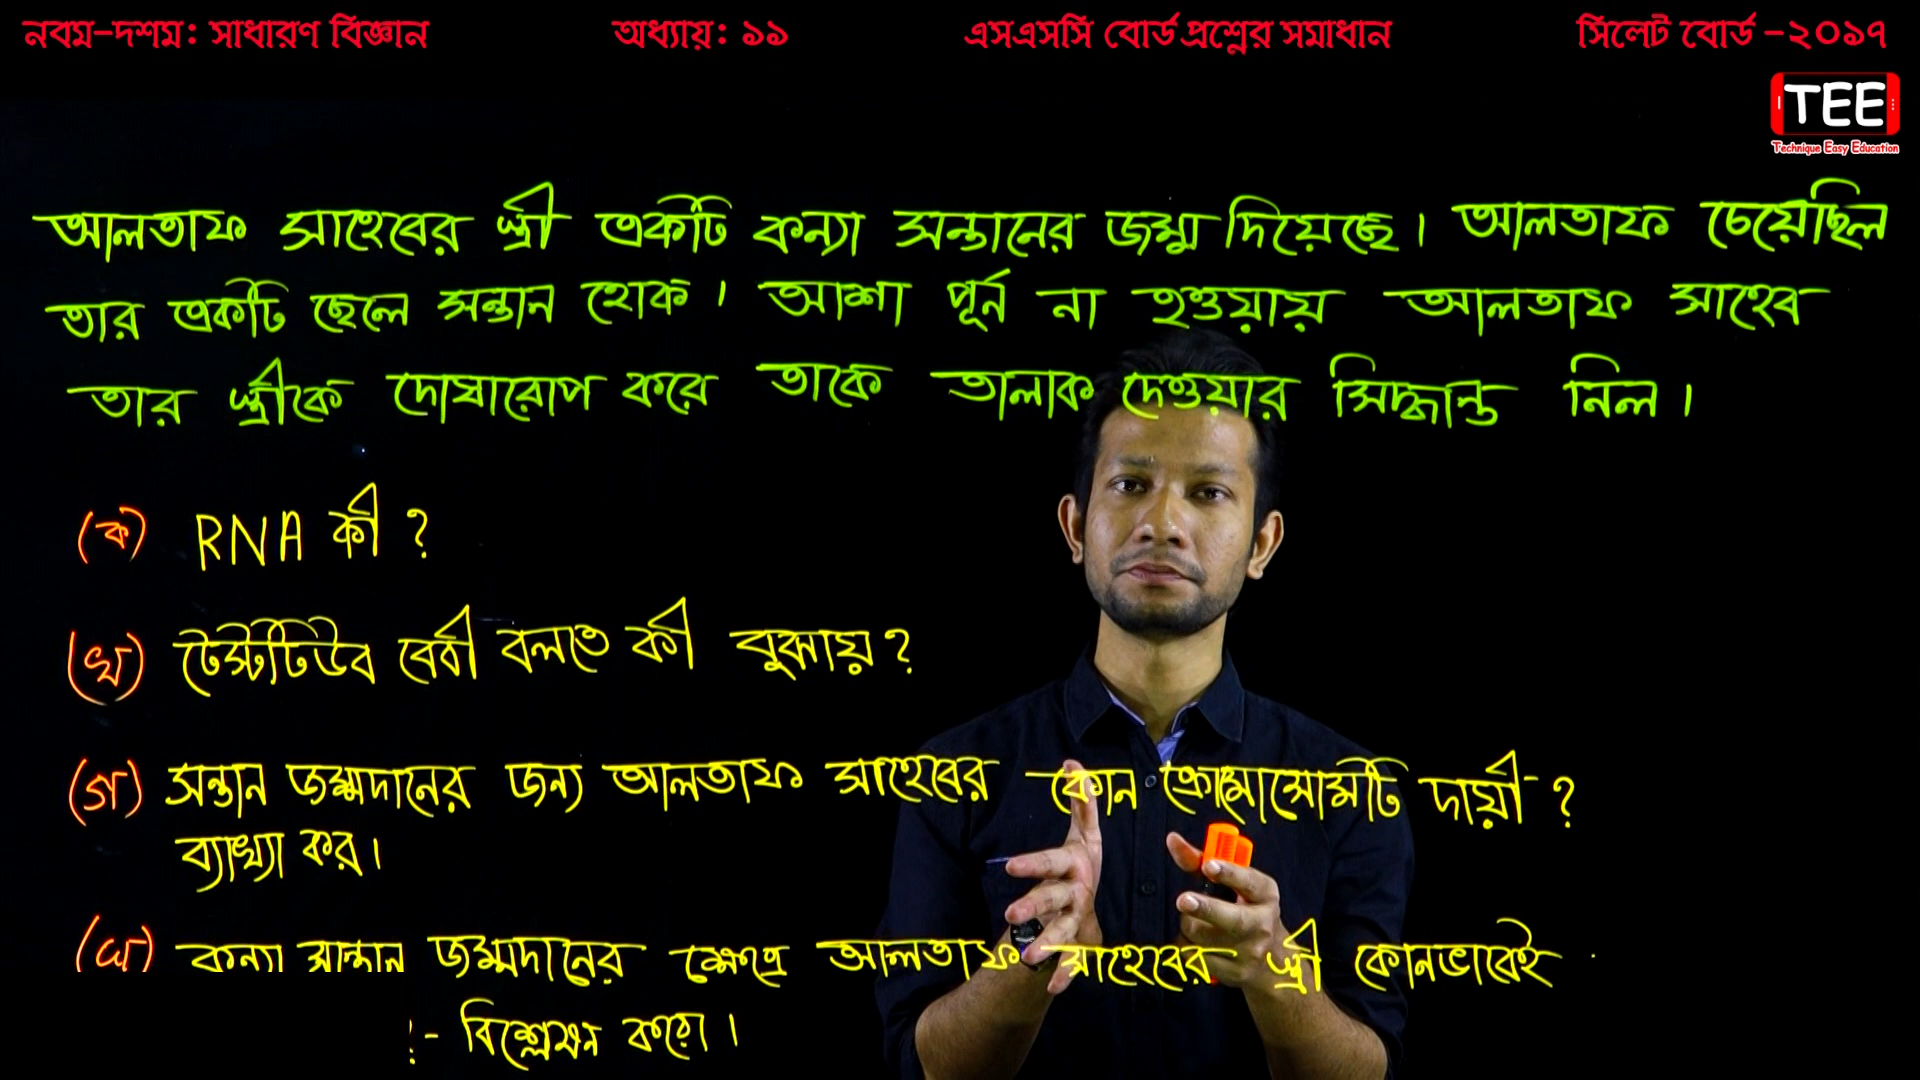 নবম-দশম: সাধারণ বিজ্ঞান অধ্যায়: ১১ এসএসসি বোর্ড প্রশ্নের সমাধান সিলেট বোর্ড -২০১৭
TEE
Technique Easy Education
আলতাফ সাহেবের স্ত্রী একটি কন্যা সন্তানের জন্ম দিয়েছে। আলতাফ চেয়েছিল
তার একটি ছেলে সন্তান হোক। আশা পূর্ন না হওয়ায় আলতাফ সাহেব
তার স্ত্রীকে দোষারোপ করে তাকে তালাক দেওয়ার সিদ্ধান্ত নিল।
(ক) RNA কী ?
(খ) টেস্টটিউব বেবী বলতে কী বুঝায় ?
(গ) সন্তান জন্মদানের জন্য আলতাফ সাহেবের কোন ক্রোমোসোমটি দায়ী ?
ব্যাখ্যা কর।
(ঘ) কন্যা সান্তান জন্মদানের ক্ষেত্রে আলতাফ সাহেবের স্ত্রী কোনভাবেই
- বিশ্লেষন করো।